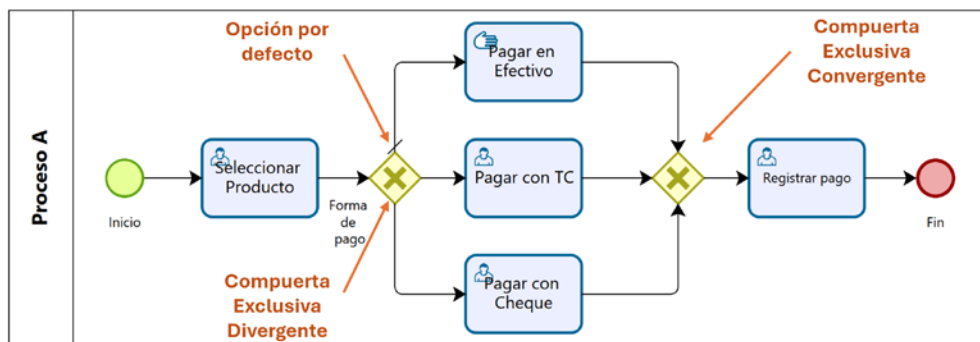 Proceso A
Inicio
Seleccionar
Producto
Forma
de
pago
Opción por
defecto
Compuerta
Exclusiva
Divergente
Pagar en
Efectivo
Pagar con TC
Pagar con
Cheque
Compuerta
Exclusiva
Convergente
Registrar pago
Fin